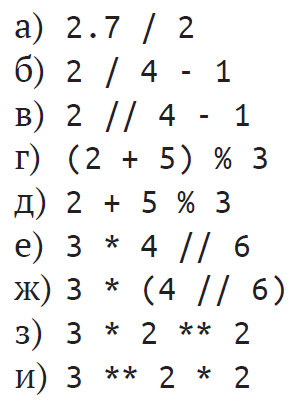 а) 2.7 / 2
б) 2 / 4 - 1
в) 2 // 4 - 1
г) (2 + 5) % 3
д) 2 + 5 % 3
е) 3 * 4 // 6
ж) 3 * (4 // 6)
з) 3 * 2 ** 2
и) 3 ** 2 * 2